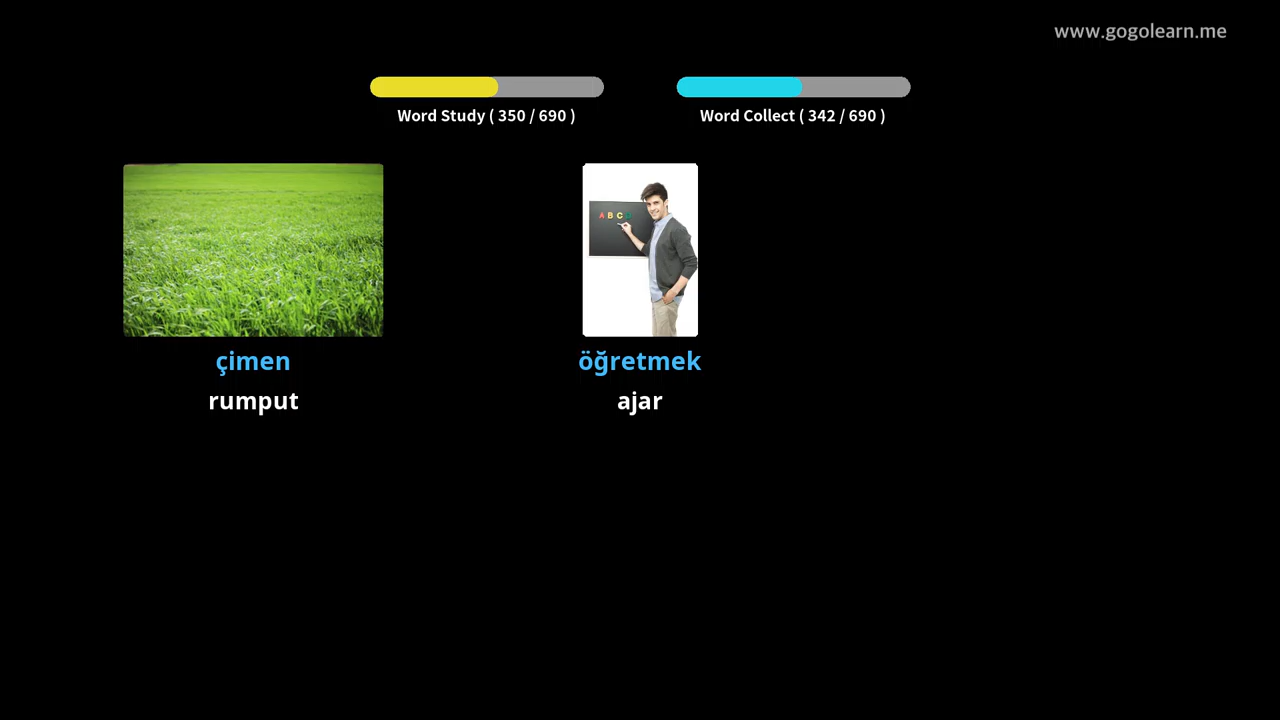 www.gogolearn.me
Word Study ( 350 / 690 )
Word Collect ( 342 / 690 )
A B C D
çimen
rumput
öğretmek
ajar